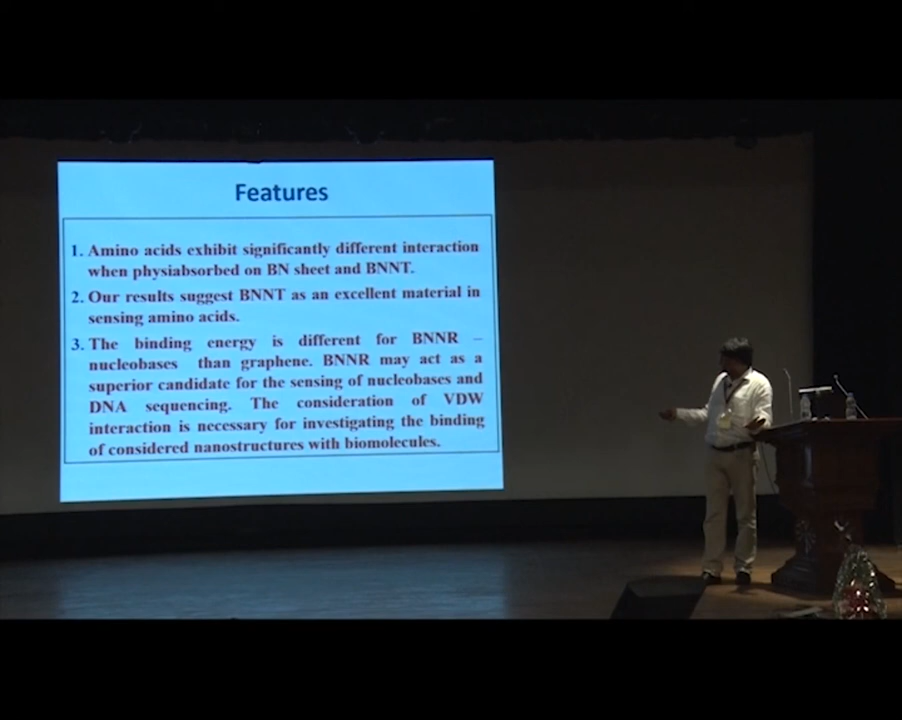 Features
1. Amino acids exhibit significantly different interaction
when physiabsorbed on BN sheet and BNNT.
2. Our results suggest BNNT as an excellent material in
sensing amino acids.
3. The binding energy is different for BNNR –
nucleobases than graphene. BNNR may act as a
superior candidate for the sensing of nucleobases and
DNA sequencing. The consideration of VDW
interaction is necessary for investigating the binding
of considered nanostructures with biomolecules.